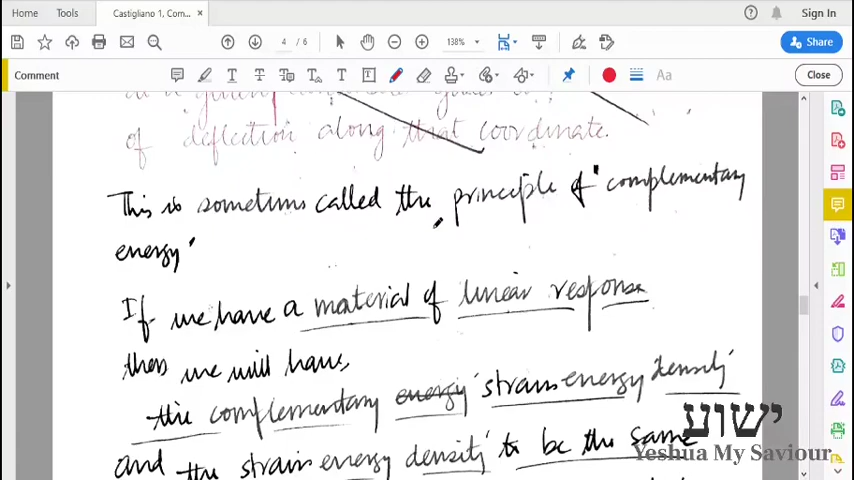 Home Tools Castigliano 1, Com... × Sign In
4 / 6 138% Share
Comment Aa Close
of deflection along that coordinate.
This is sometimes called the principle of "complementary
energy"
If we have a material of linear response
then we will have,
the complementary energy 'strain energy density'
and the strain energy density to be the same
ישוע
Yeshua My Saviour